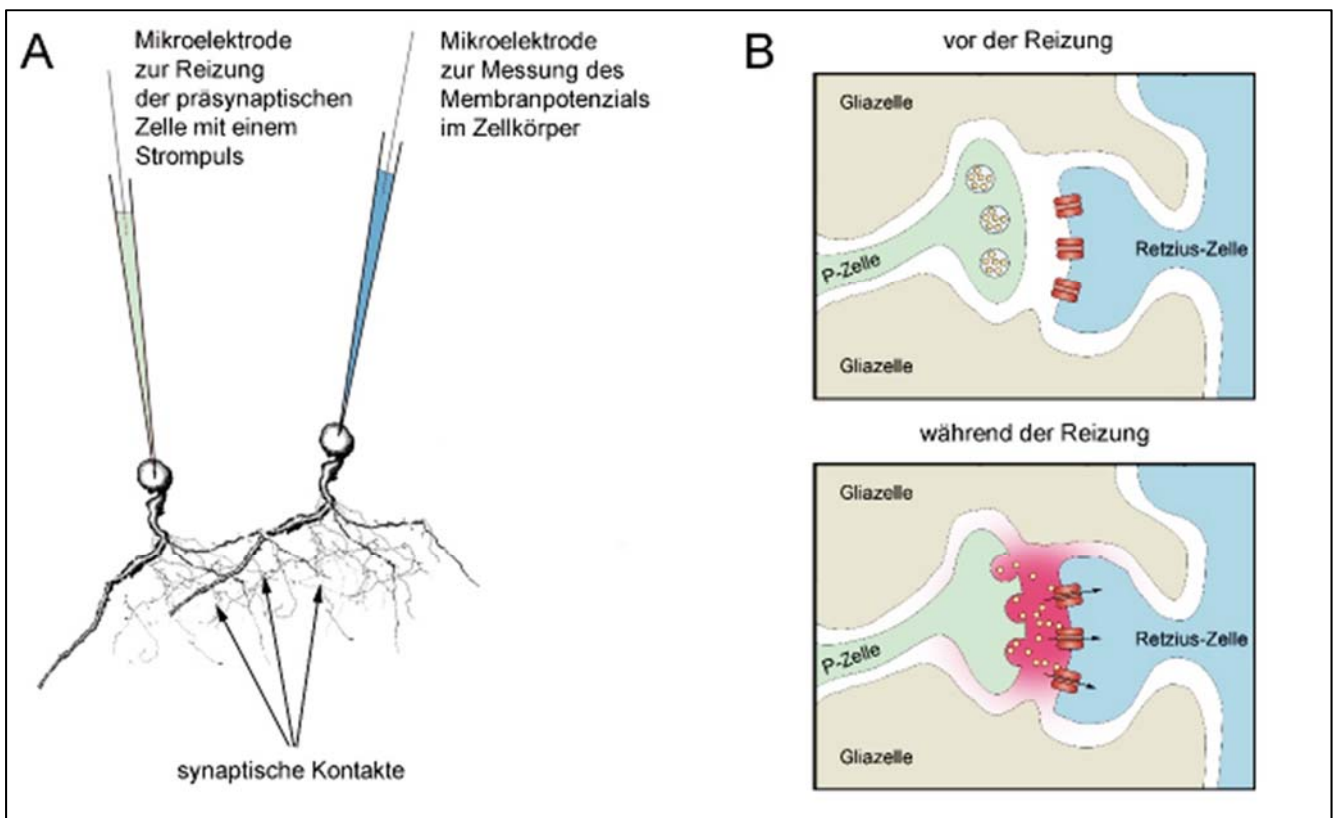 A
Mikroelektrode
zur Reizung
der präsynaptischen
Zelle mit einem
Strompuls
Mikroelektrode
zur Messung des
Membranpotenzials
im Zellkörper
synaptische Kontakte
B
vor der Reizung
Gliazelle
P-Zelle
Retzius-Zelle
Gliazelle
während der Reizung
Gliazelle
P-Zelle
Retzius-Zelle
Gliazelle